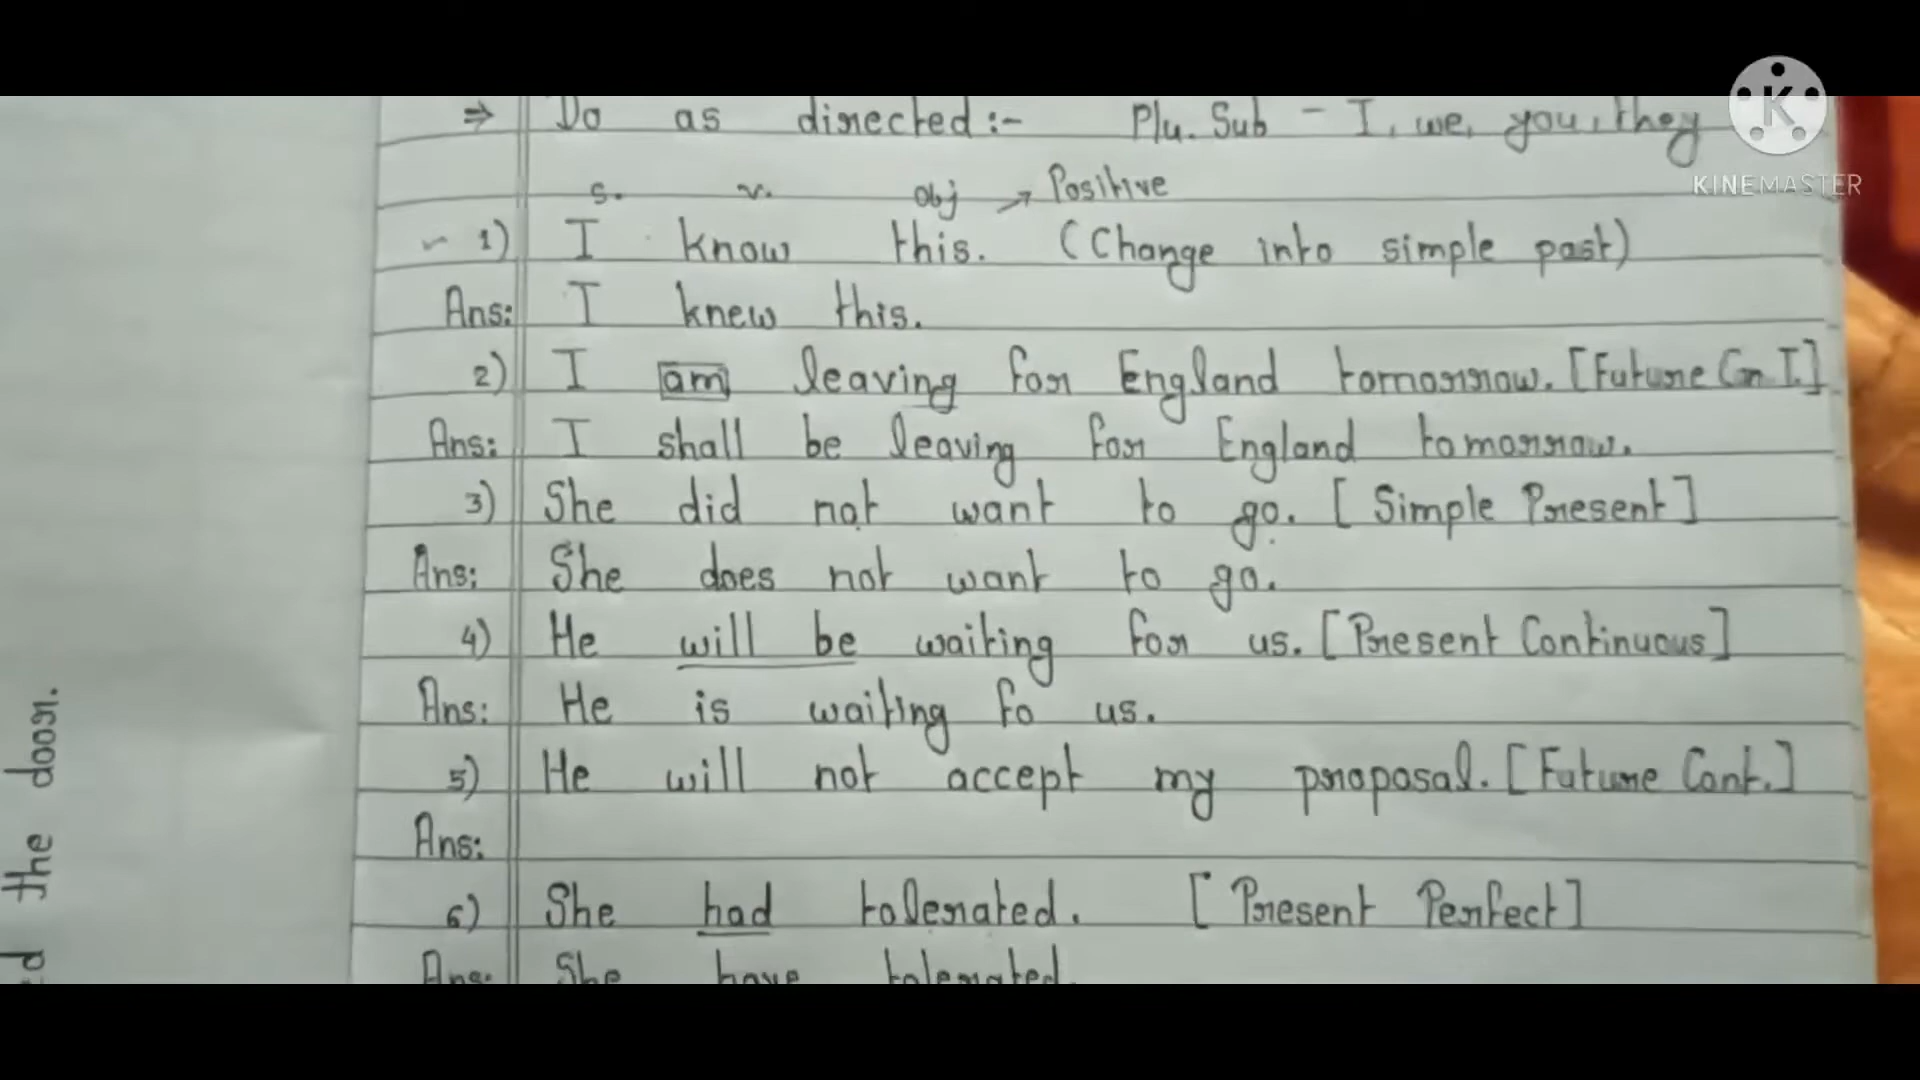 ⇒ Do as directed :- Plu. Sub - I, we, you, they
K
KINEMASTER
s. v. obj → Positive
1) I know this. (Change into simple past)
Ans: I knew this.
2) I am leaving for England tomorrow. [Future Con T.]
Ans: I shall be leaving for England tomorrow.
3) She did not want to go. [Simple Present]
Ans: She does not want to go.
4) He will be waiting for us. [Present Continuous]
Ans: He is waiting fo us.
5) He will not accept my proposal. [Future Cont.]
Ans:
6) She had tolerated. [Present Perfect]
Ans: She have tolerated.
the door.